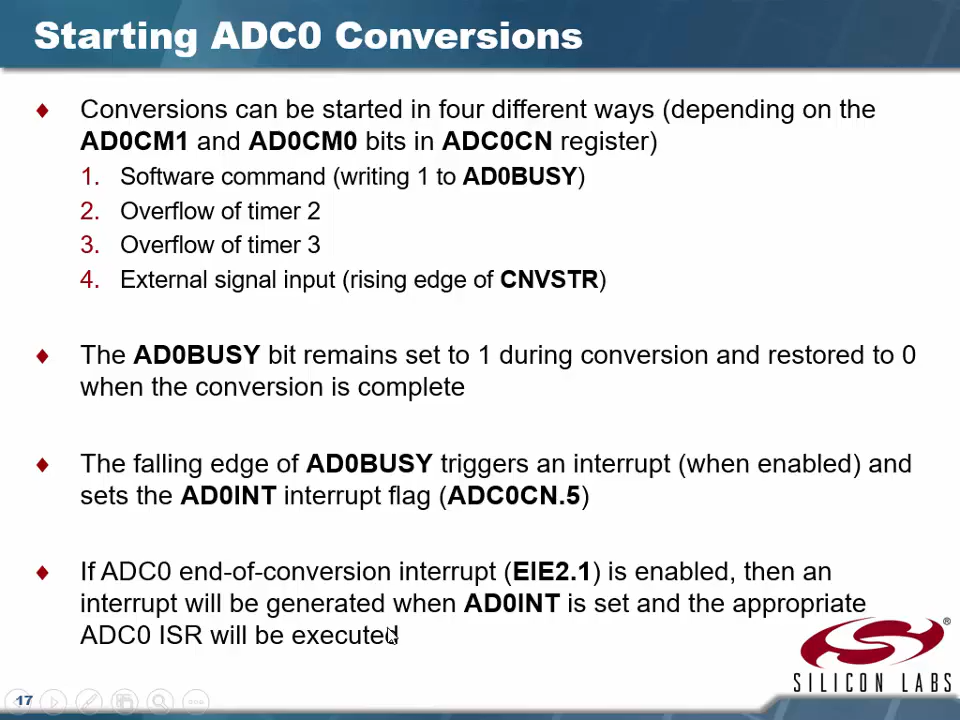 Starting ADC0 Conversions
♦ Conversions can be started in four different ways (depending on the
AD0CM1 and AD0CM0 bits in ADC0CN register)
1. Software command (writing 1 to AD0BUSY)
2. Overflow of timer 2
3. Overflow of timer 3
4. External signal input (rising edge of CNVSTR)
♦ The AD0BUSY bit remains set to 1 during conversion and restored to 0
when the conversion is complete
♦ The falling edge of AD0BUSY triggers an interrupt (when enabled) and
sets the AD0INT interrupt flag (ADC0CN.5)
♦ If ADC0 end-of-conversion interrupt (EIE2.1) is enabled, then an
interrupt will be generated when AD0INT is set and the appropriate
ADC0 ISR will be executed
®
SILICON LABS
17